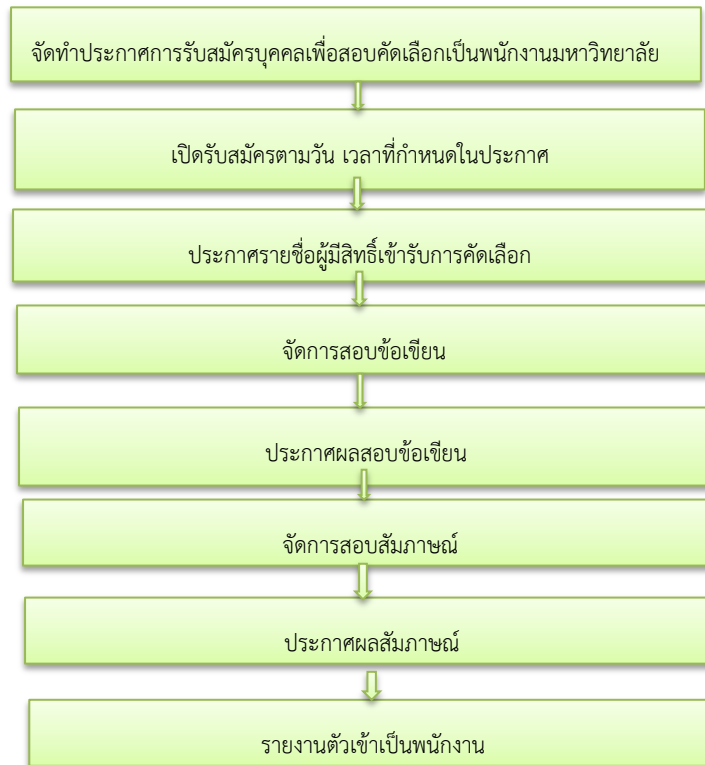 จัดทำประกาศการรับสมัครบุคคลเพื่อสอบคัดเลือกเป็นพนักงานมหาวิทยาลัย
เปิดรับสมัครตามวัน เวลาที่กำหนดในประกาศ
ประกาศรายชื่อผู้มีสิทธิ์เข้ารับการคัดเลือก
จัดการสอบข้อเขียน
ประกาศผลสอบข้อเขียน
จัดการสอบสัมภาษณ์
ประกาศผลสัมภาษณ์
รายงานตัวเข้าเป็นพนักงาน